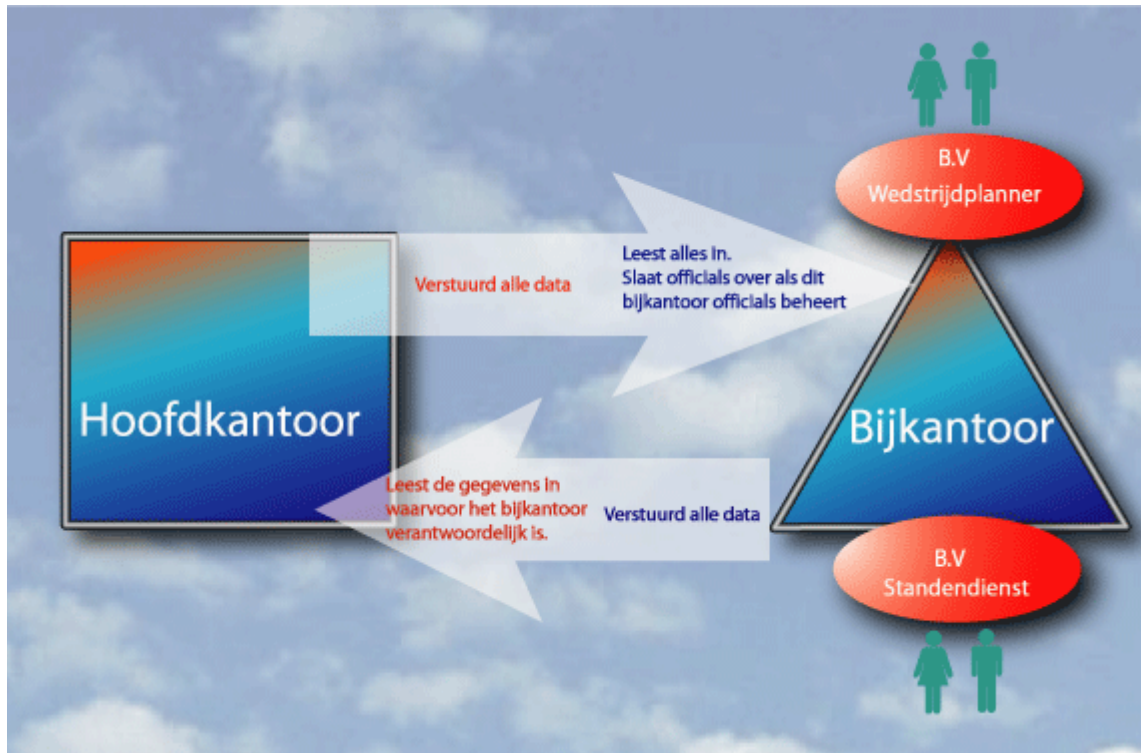 B.V
Wedstrijdplanner
Leest alles in.
Slaat officials over als dit
bijkantoor officials beheert
Verstuurd alle data
Hoofdkantoor
Bijkantoor
Leest de gegevens in
waarvoor het bijkantoor
verantwoordelijk is.
Verstuurd alle data
B.V
Standendienst